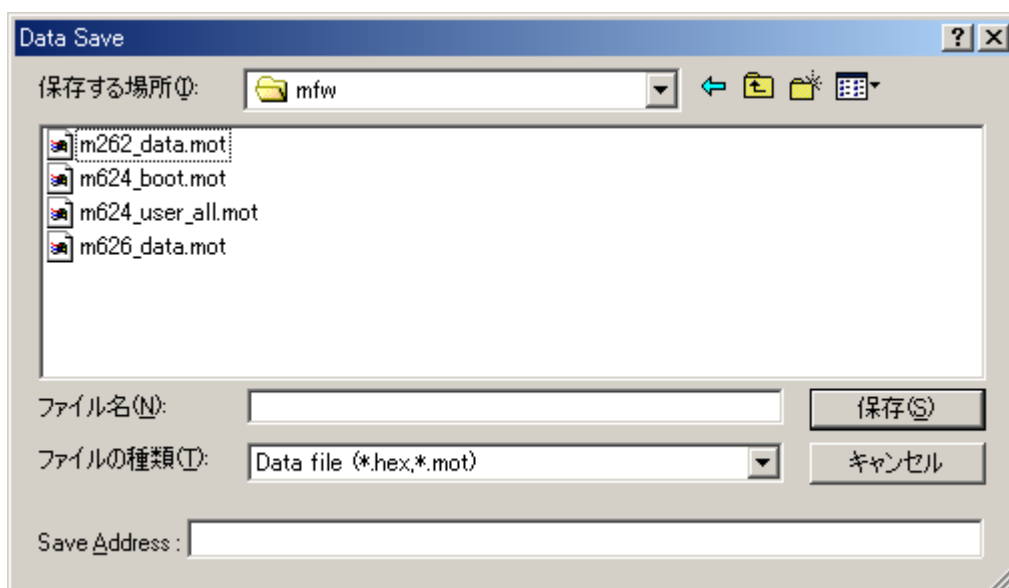 Data Save
保存する場所(I):
mfw
m262_data.mot
m624_boot.mot
m624_user_all.mot
m626_data.mot
ファイル名(N):
保存(S)
ファイルの種類(T):
Data file (*.hex,*.mot)
キャンセル
Save Address :